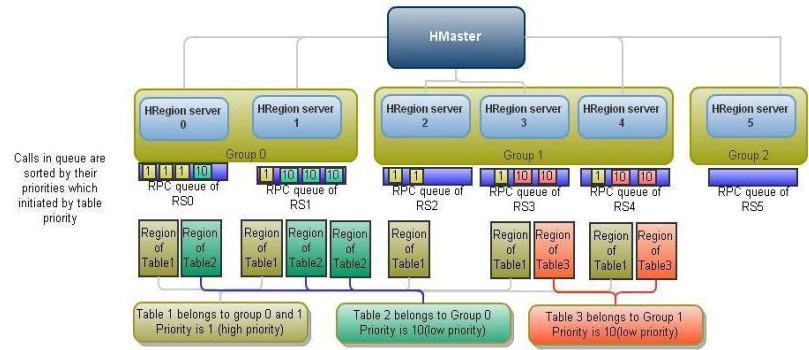 HMaster
HRegion server
0
HRegion server
1
HRegion server
2
HRegion server
3
HRegion server
4
HRegion server
5
Group 0
Group 1
Group 2
Calls in queue are
sorted by their
priorities which
initiated by table
priority
1 1 1 10
RPC queue of
RS0
1 10 10 10
RPC queue of
RS1
1 1
RPC queue of
RS2
1 10 10
RPC queue of
RS3
1 10 10
RPC queue of
RS4
RPC queue of
RS5
Region
of
Table1
Region
of
Table2
Region
of
Table1
Region
of
Table2
Region
of
Table2
Region
of
Table1
Region
of
Table1
Region
of
Table3
Region
of
Table1
Region
of
Table3
Table 1 belongs to group 0 and 1
Priority is 1 (high priority)
Table 2 belongs to Group 0
Priority is 10(low priority)
Table 3 belongs to Group 1
Priority is 10(low priority)